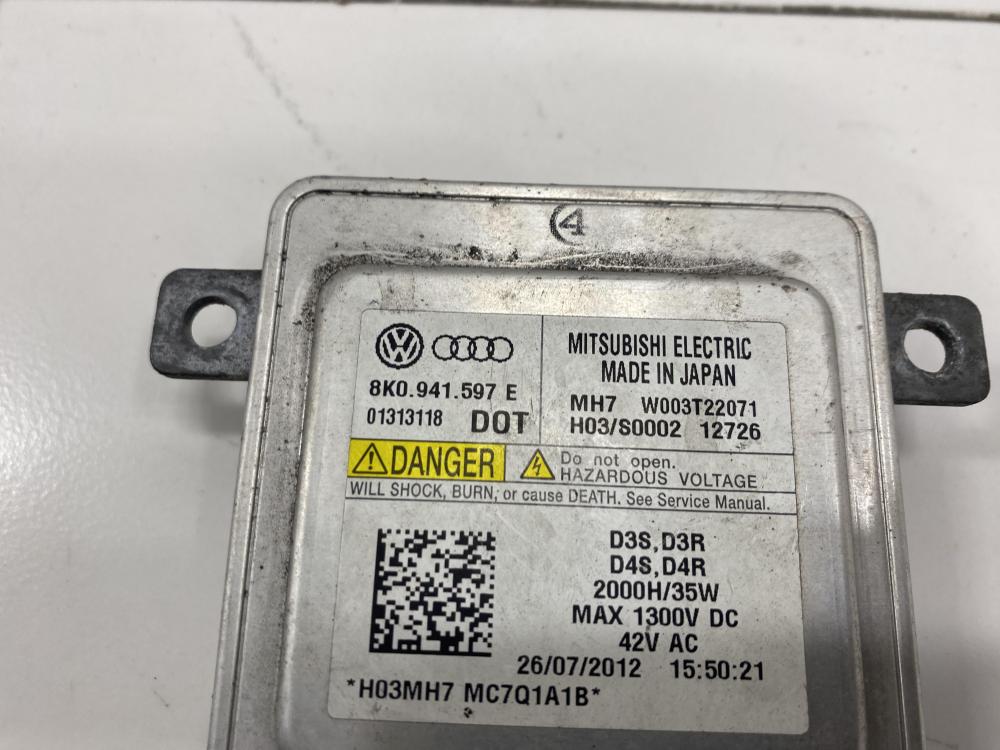 4
8K0.941.597 E
01313118 DOT
MITSUBISHI ELECTRIC
MADE IN JAPAN
MH7 W003T22071
H03/S0002 12726
DANGER
Do not open.
HAZARDOUS VOLTAGE
WILL SHOCK, BURN, or cause DEATH. See Service Manual.
D3S,D3R
D4S,D4R
2000H/35W
MAX 1300V DC
42V AC
26/07/2012 15:50:21
*H03MH7 MC7Q1A1B*